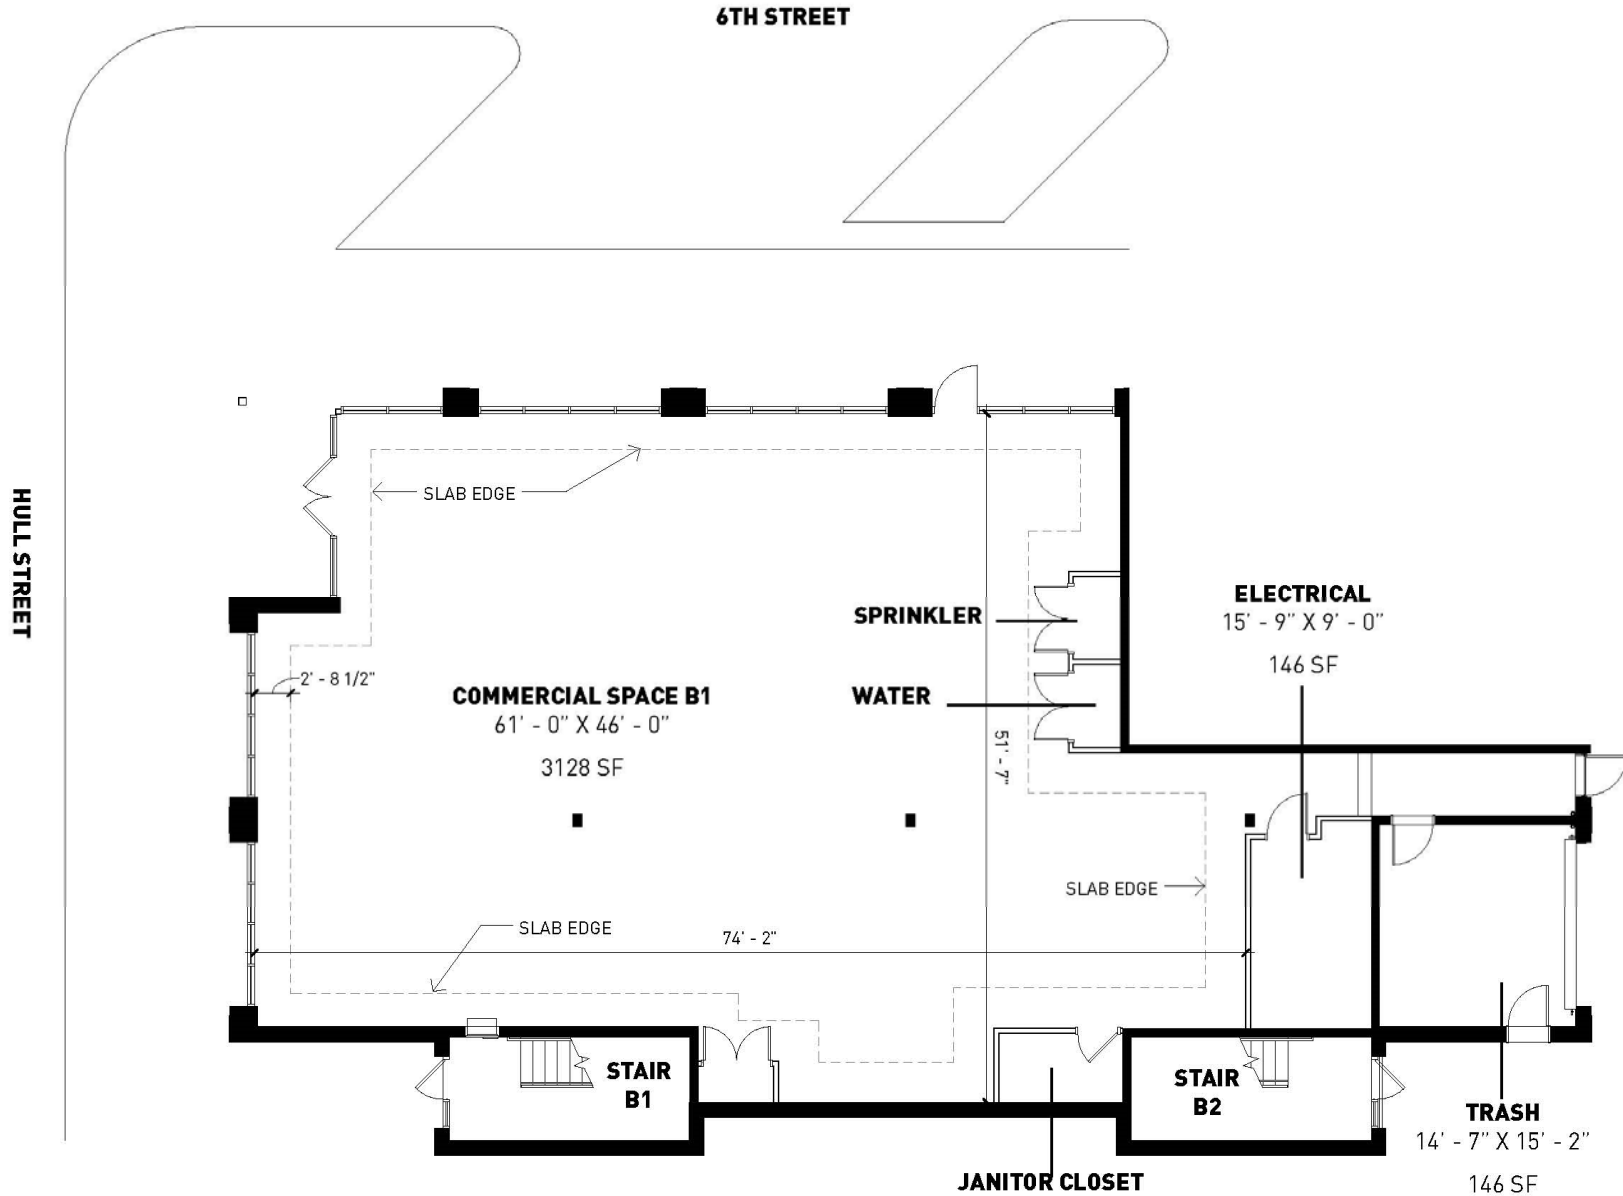 6TH STREET
HULL STREET
SLAB EDGE
ELECTRICAL
15' - 9" X 9' - 0"
146 SF
SPRINKLER
2' - 8 1/2"
COMMERCIAL SPACE B1
61' - 0" X 46' - 0"
3128 SF
WATER
51' - 7"
SLAB EDGE
SLAB EDGE
74' - 2"
STAIR
B1
STAIR
B2
TRASH
14' - 7" X 15' - 2"
146 SF
JANITOR CLOSET